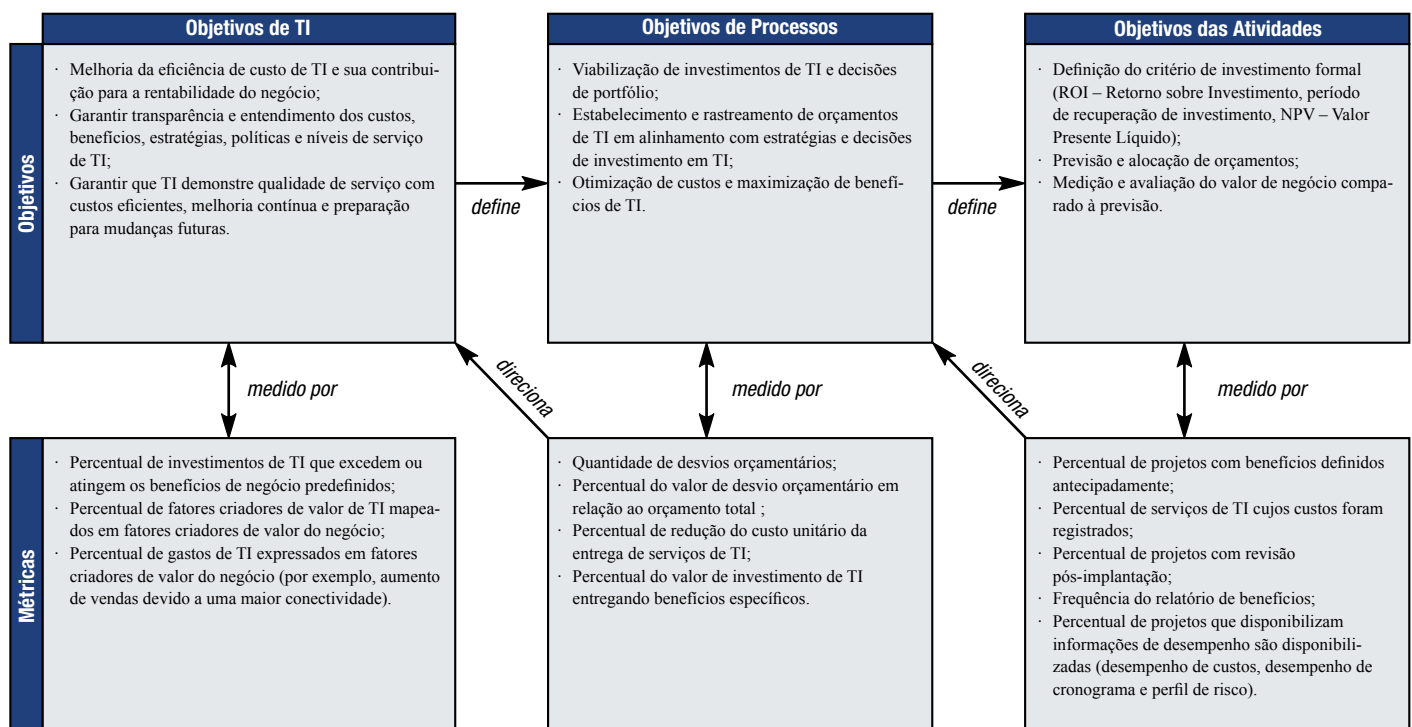 Objetivos de TI
Objetivos de Processos
Objetivos das Atividades
Objetivos
· Melhoria da eficiência de custo de TI e sua contribui-
ção para a rentabilidade do negócio;
· Garantir transparência e entendimento dos custos,
benefícios, estratégias, políticas e níveis de serviço
de TI;
· Garantir que TI demonstre qualidade de serviço com
custos eficientes, melhoria contínua e preparação
para mudanças futuras.
define
· Viabilização de investimentos de TI e decisões
de portfólio;
· Estabelecimento e rastreamento de orçamentos
de TI em alinhamento com estratégias e decisões
de investimento em TI;
· Otimização de custos e maximização de benefí-
cios de TI.
define
· Definição do critério de investimento formal
(ROI – Retorno sobre Investimento, período
de recuperação de investimento, NPV – Valor
Presente Líquido);
· Previsão e alocação de orçamentos;
· Medição e avaliação do valor de negócio compa-
rado à previsão.
medido por
direciona
medido por
direciona
medido por
Métricas
· Percentual de investimentos de TI que excedem ou
atingem os benefícios de negócio predefinidos;
· Percentual de fatores criadores de valor de TI mapea-
dos em fatores criadores de valor do negócio;
· Percentual de gastos de TI expressados em fatores
criadores de valor do negócio (por exemplo, aumento
de vendas devido a uma maior conectividade).
· Quantidade de desvios orçamentários;
· Percentual do valor de desvio orçamentário em
relação ao orçamento total ;
· Percentual de redução do custo unitário da
entrega de serviços de TI;
· Percentual do valor de investimento de TI
entregando benefícios específicos.
· Percentual de projetos com benefícios definidos
antecipadamente;
· Percentual de serviços de TI cujos custos foram
registrados;
· Percentual de projetos com revisão
pós-implantação;
· Frequência do relatório de benefícios;
· Percentual de projetos que disponibilizam
informações de desempenho são disponibili-
zadas (desempenho de custos, desempenho de
cronograma e perfil de risco).